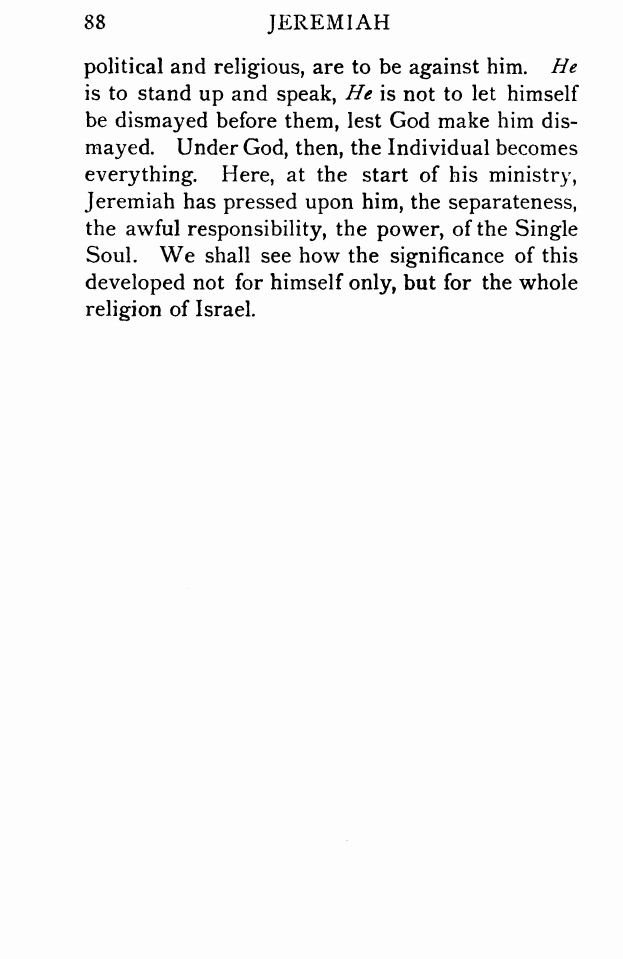 88 JEREMIAH
political and religious, are to be against him. He
is to stand up and speak, He is not to let himself
be dismayed before them, lest God make him dis-
mayed. Under God, then, the Individual becomes
everything. Here, at the start of his ministry,
Jeremiah has pressed upon him, the separateness,
the awful responsibility, the power, of the Single
Soul. We shall see how the significance of this
developed not for himself only, but for the whole
religion of Israel.